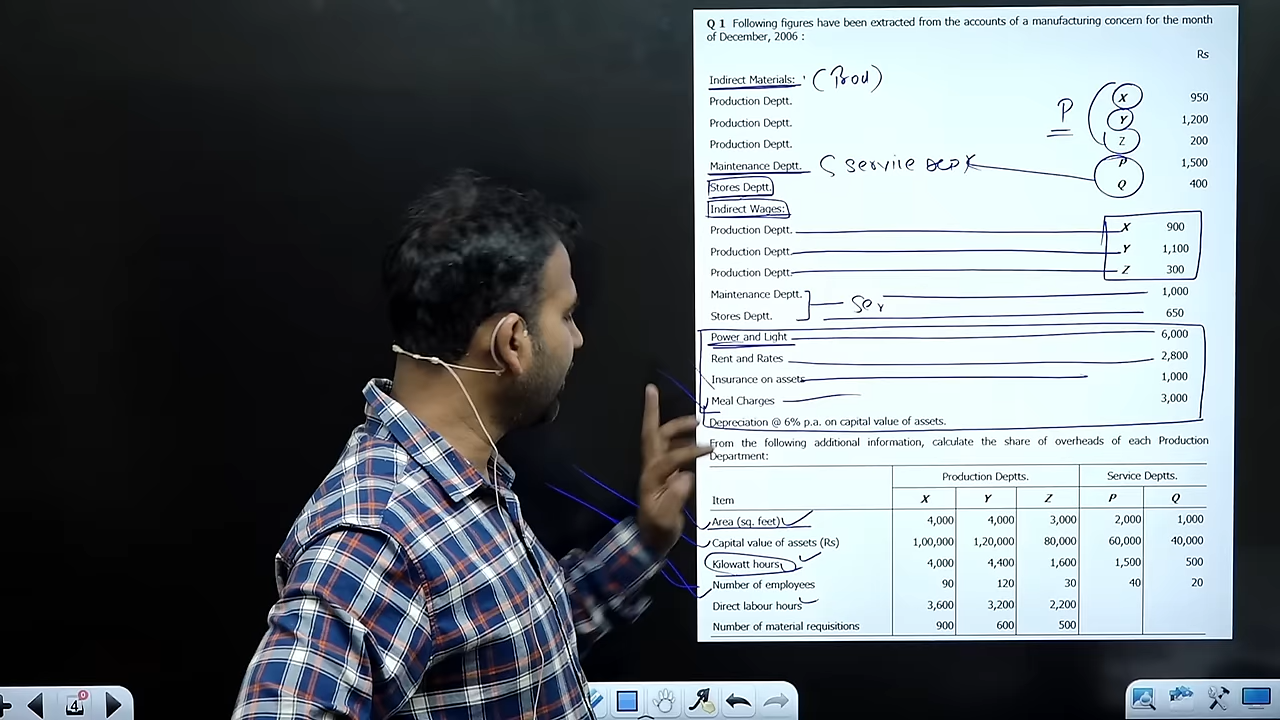 Q 1 Following figures have been extracted from the accounts of a manufacturing concern for the month
of December, 2006 :
Rs
Indirect Materials: (Prod)
Production Deptt. X 950
Production Deptt. Y 1,200
Production Deptt. Z 200
P
Maintenance Deptt. (Service Dept P 1,500
Stores Deptt. Q 400
Indirect Wages:
Production Deptt. X 900
Production Deptt. Y 1,100
Production Deptt. Z 300
Maintenance Deptt. 1,000
Ser
Stores Deptt. 650
Power and Light 6,000
Rent and Rates 2,800
Insurance on assets 1,000
Meal Charges 3,000
Depreciation @ 6% p.a. on capital value of assets.
From the following additional information, calculate the share of overheads of each Production
Department:
Production Deptts. Service Deptts.
Item X Y Z P Q
Area (sq. feet) 4,000 4,000 3,000 2,000 1,000
Capital value of assets (Rs) 1,00,000 1,20,000 80,000 60,000 40,000
Kilowatt hours 4,000 4,400 1,600 1,500 500
Number of employees 90 120 30 40 20
Direct labour hours 3,600 3,200 2,200
Number of material requisitions 900 600 500
4 0